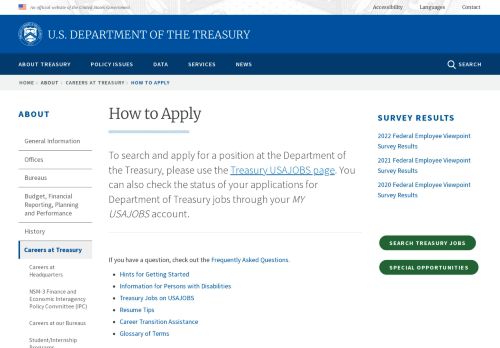 An official website of the United States Government
Accessibility Languages Contact
U.S. DEPARTMENT OF THE TREASURY
ABOUT TREASURY POLICY ISSUES DATA SERVICES NEWS SEARCH
HOME › ABOUT › CAREERS AT TREASURY › HOW TO APPLY
ABOUT
General Information
Offices
Bureaus
Budget, Financial
Reporting, Planning
and Performance
History
Careers at Treasury
Careers at
Headquarters
NSM-3 Finance and
Economic Interagency
Policy Committee (IPC)
Careers at our Bureaus
Student/Internship
Programs
How to Apply
To search and apply for a position at the Department of
the Treasury, please use the Treasury USAJOBS page. You
can also check the status of your applications for
Department of Treasury jobs through your MY
USAJOBS account.
If you have a question, check out the Frequently Asked Questions.
Hints for Getting Started
Information for Persons with Disabilities
Treasury Jobs on USAJOBS
Resume Tips
Career Transition Assistance
Glossary of Terms
SURVEY RESULTS
2022 Federal Employee Viewpoint
Survey Results
2021 Federal Employee Viewpoint
Survey Results
2020 Federal Employee Viewpoint
Survey Results
SEARCH TREASURY JOBS
SPECIAL OPPORTUNITIES